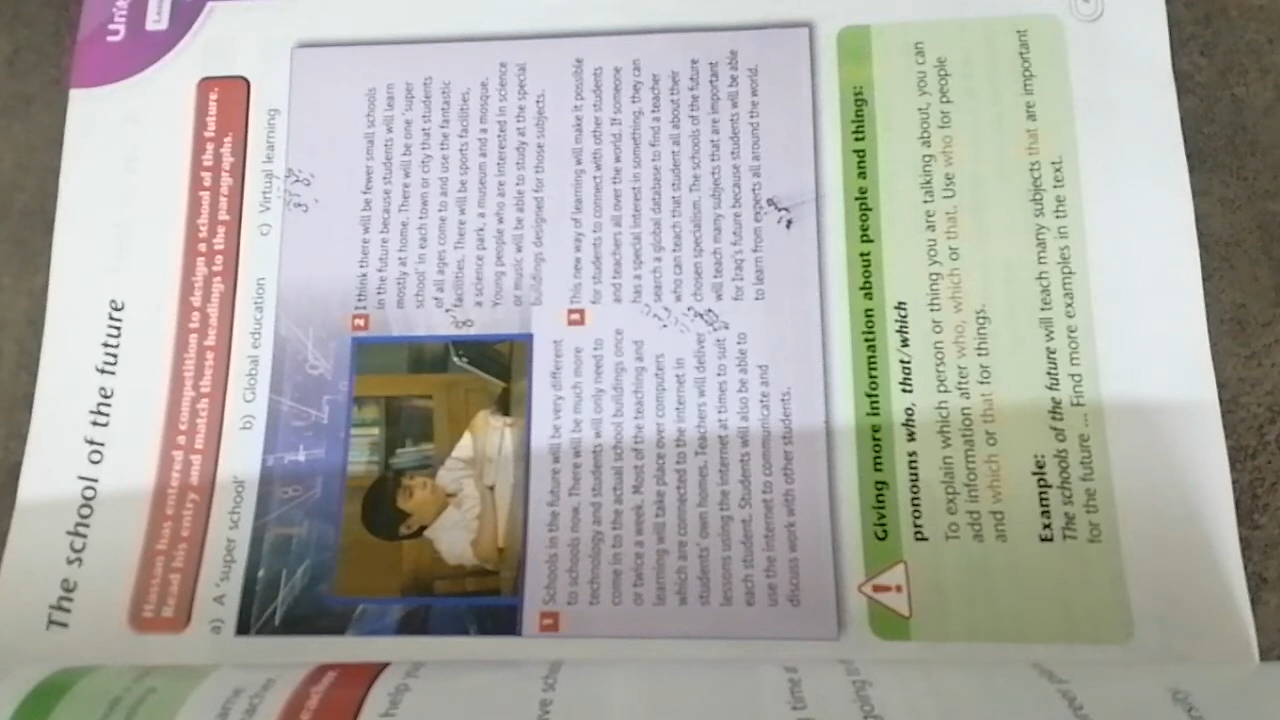 The school of the future
Hassan has entered a competition to design a school of the future.
Read his entry and match these headings to the paragraphs.
a) A ‘super school’ b) Global education c) Virtual learning
1 Schools in the future will be very different
to schools now. There will be much more
technology and students will only need to
come in to the actual school buildings once
or twice a week. Most of the teaching and
learning will take place over computers
which are connected to the internet in
students’ own homes. Teachers will deliver
lessons using the internet at times to suit
each student. Students will also be able to
use the internet to communicate and
discuss work with other students.
2 I think there will be fewer small schools
in the future because students will learn
mostly at home. There will be one ‘super
school’ in each town or city that students
of all ages come to and use the fantastic
facilities. There will be sports facilities,
a science park, a museum and a mosque.
Young people who are interested in science
or music will be able to study at the special
buildings designed for those subjects.
3 This new way of learning will make it possible
for students to connect with other students
and teachers all over the world. If someone
has a special interest in something, they can
search a global database to find a teacher
who can teach that student all about their
chosen specialism. The schools of the future
will teach many subjects that are important
for Iraq’s future because students will be able
to learn from experts all around the world.
Giving more information about people and things:
pronouns who, that/which
To explain which person or thing you are talking about, you can
add information after who, which or that. Use who for people
and which or that for things.
Example:
The schools of the future will teach many subjects that are important
for the future ... Find more examples in the text.
help
time
going